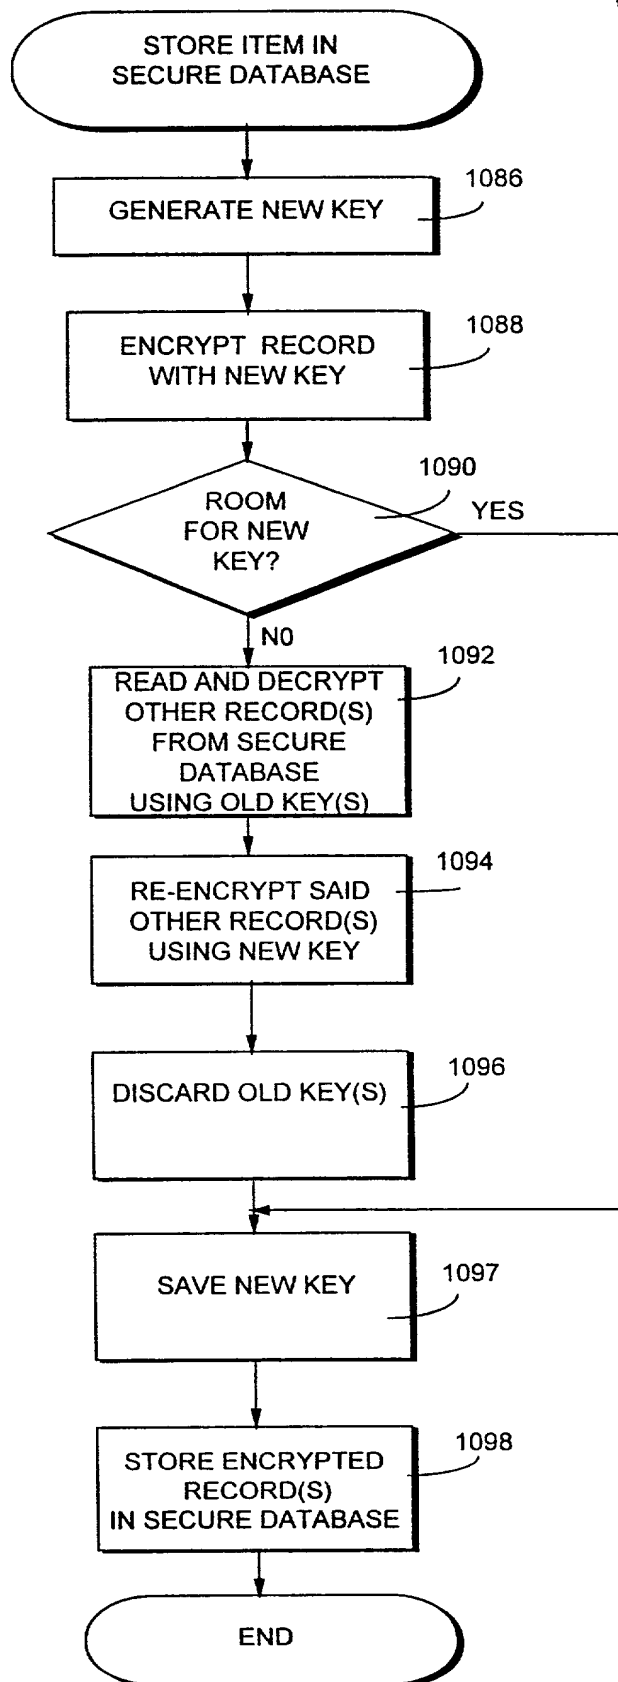 STORE ITEM IN
SECURE DATABASE
1086
GENERATE NEW KEY
1088
ENCRYPT RECORD
WITH NEW KEY
1090
ROOM
FOR NEW
KEY?
YES
N0
1092
READ AND DECRYPT
OTHER RECORD(S)
FROM SECURE
DATABASE
USING OLD KEY(S)
1094
RE-ENCRYPT SAID
OTHER RECORD(S)
USING NEW KEY
1096
DISCARD OLD KEY(S)
1097
SAVE NEW KEY
1098
STORE ENCRYPTED
RECORD(S)
IN SECURE DATABASE
END